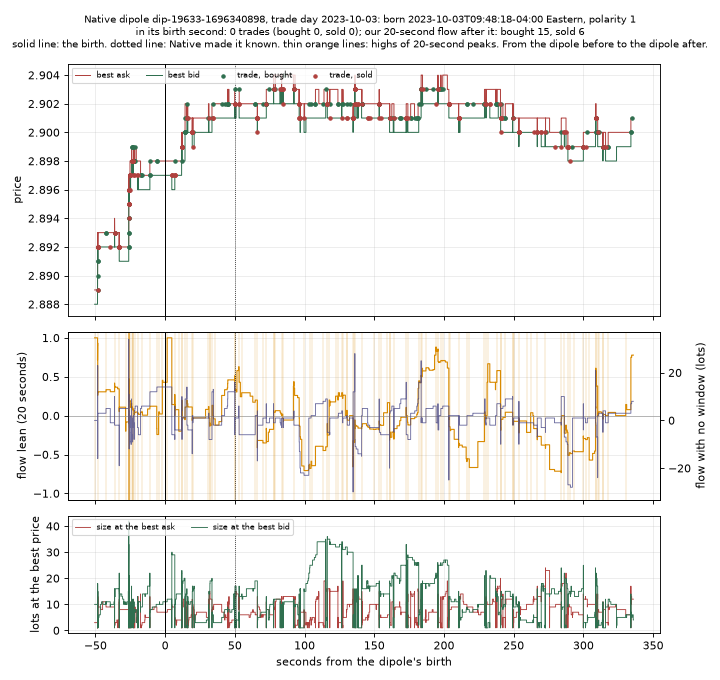 Native dipole dip-19633-1696340898, trade day 2023-10-03: born 2023-10-03T09:48:18-04:00 Eastern, polarity 1
in its birth second: 0 trades (bought 0, sold 0); our 20-second flow after it: bought 15, sold 6
solid line: the birth. dotted line: Native made it known. thin orange lines: highs of 20-second peaks. From the dipole before to the dipole after.
best ask
best bid
trade, bought
trade, sold
2.904
2.902
2.900
2.898
2.896
2.894
2.892
2.890
2.888
price
1.0
0.5
0.0
−0.5
−1.0
flow lean (20 seconds)
20
0
−20
flow with no window (lots)
size at the best ask
size at the best bid
40
30
20
10
0
lots at the best price
−50
0
50
100
150
200
250
300
350
seconds from the dipole's birth